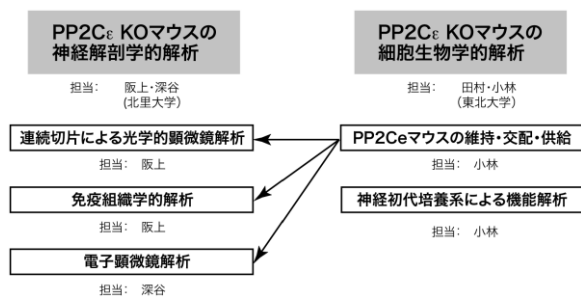 PP2Cε KOマウスの
神経解剖学的解析
担当： 阪上・深谷
(北里大学)
連続切片による光学的顕微鏡解析
担当： 阪上
免疫組織学的解析
担当： 阪上
電子顕微鏡解析
担当： 深谷
PP2Cε KOマウスの
細胞生物学的解析
担当： 田村・小林
（東北大学）
PP2Ceマウスの維持・交配・供給
担当： 小林
神経初代培養系による機能解析
担当： 小林